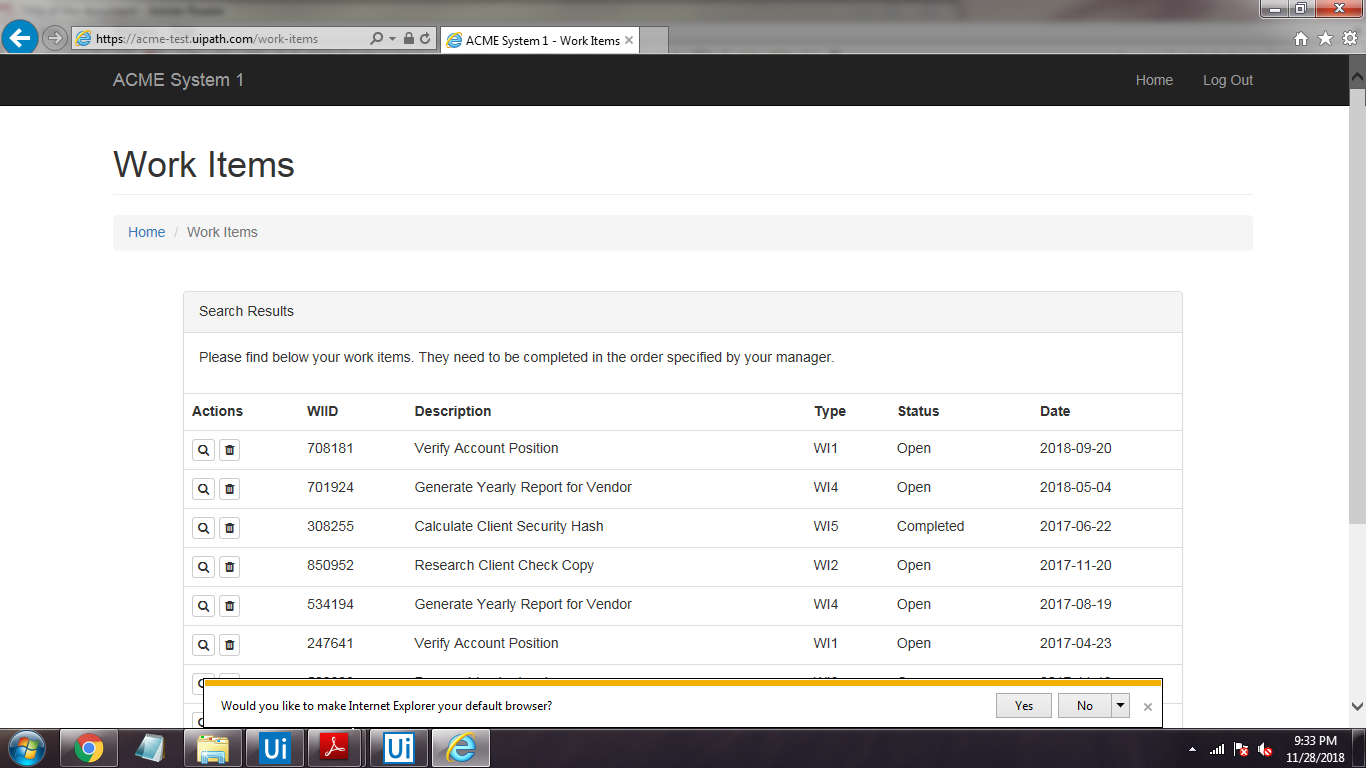 https://acme-test.uipath.com/work-items
ACME System 1 - Work Items
ACME System 1
Home
Log Out
Work Items
Home / Work Items
Search Results
Please find below your work items. They need to be completed in the order specified by your manager.
Actions WIID Description Type Status Date
708181 Verify Account Position WI1 Open 2018-09-20
701924 Generate Yearly Report for Vendor WI4 Open 2018-05-04
308255 Calculate Client Security Hash WI5 Completed 2017-06-22
850952 Research Client Check Copy WI2 Open 2017-11-20
534194 Generate Yearly Report for Vendor WI4 Open 2017-08-19
247641 Verify Account Position WI1 Open 2017-04-23
Would you like to make Internet Explorer your default browser?
Yes
No
Ui
Ui
9:33 PM
11/28/2018